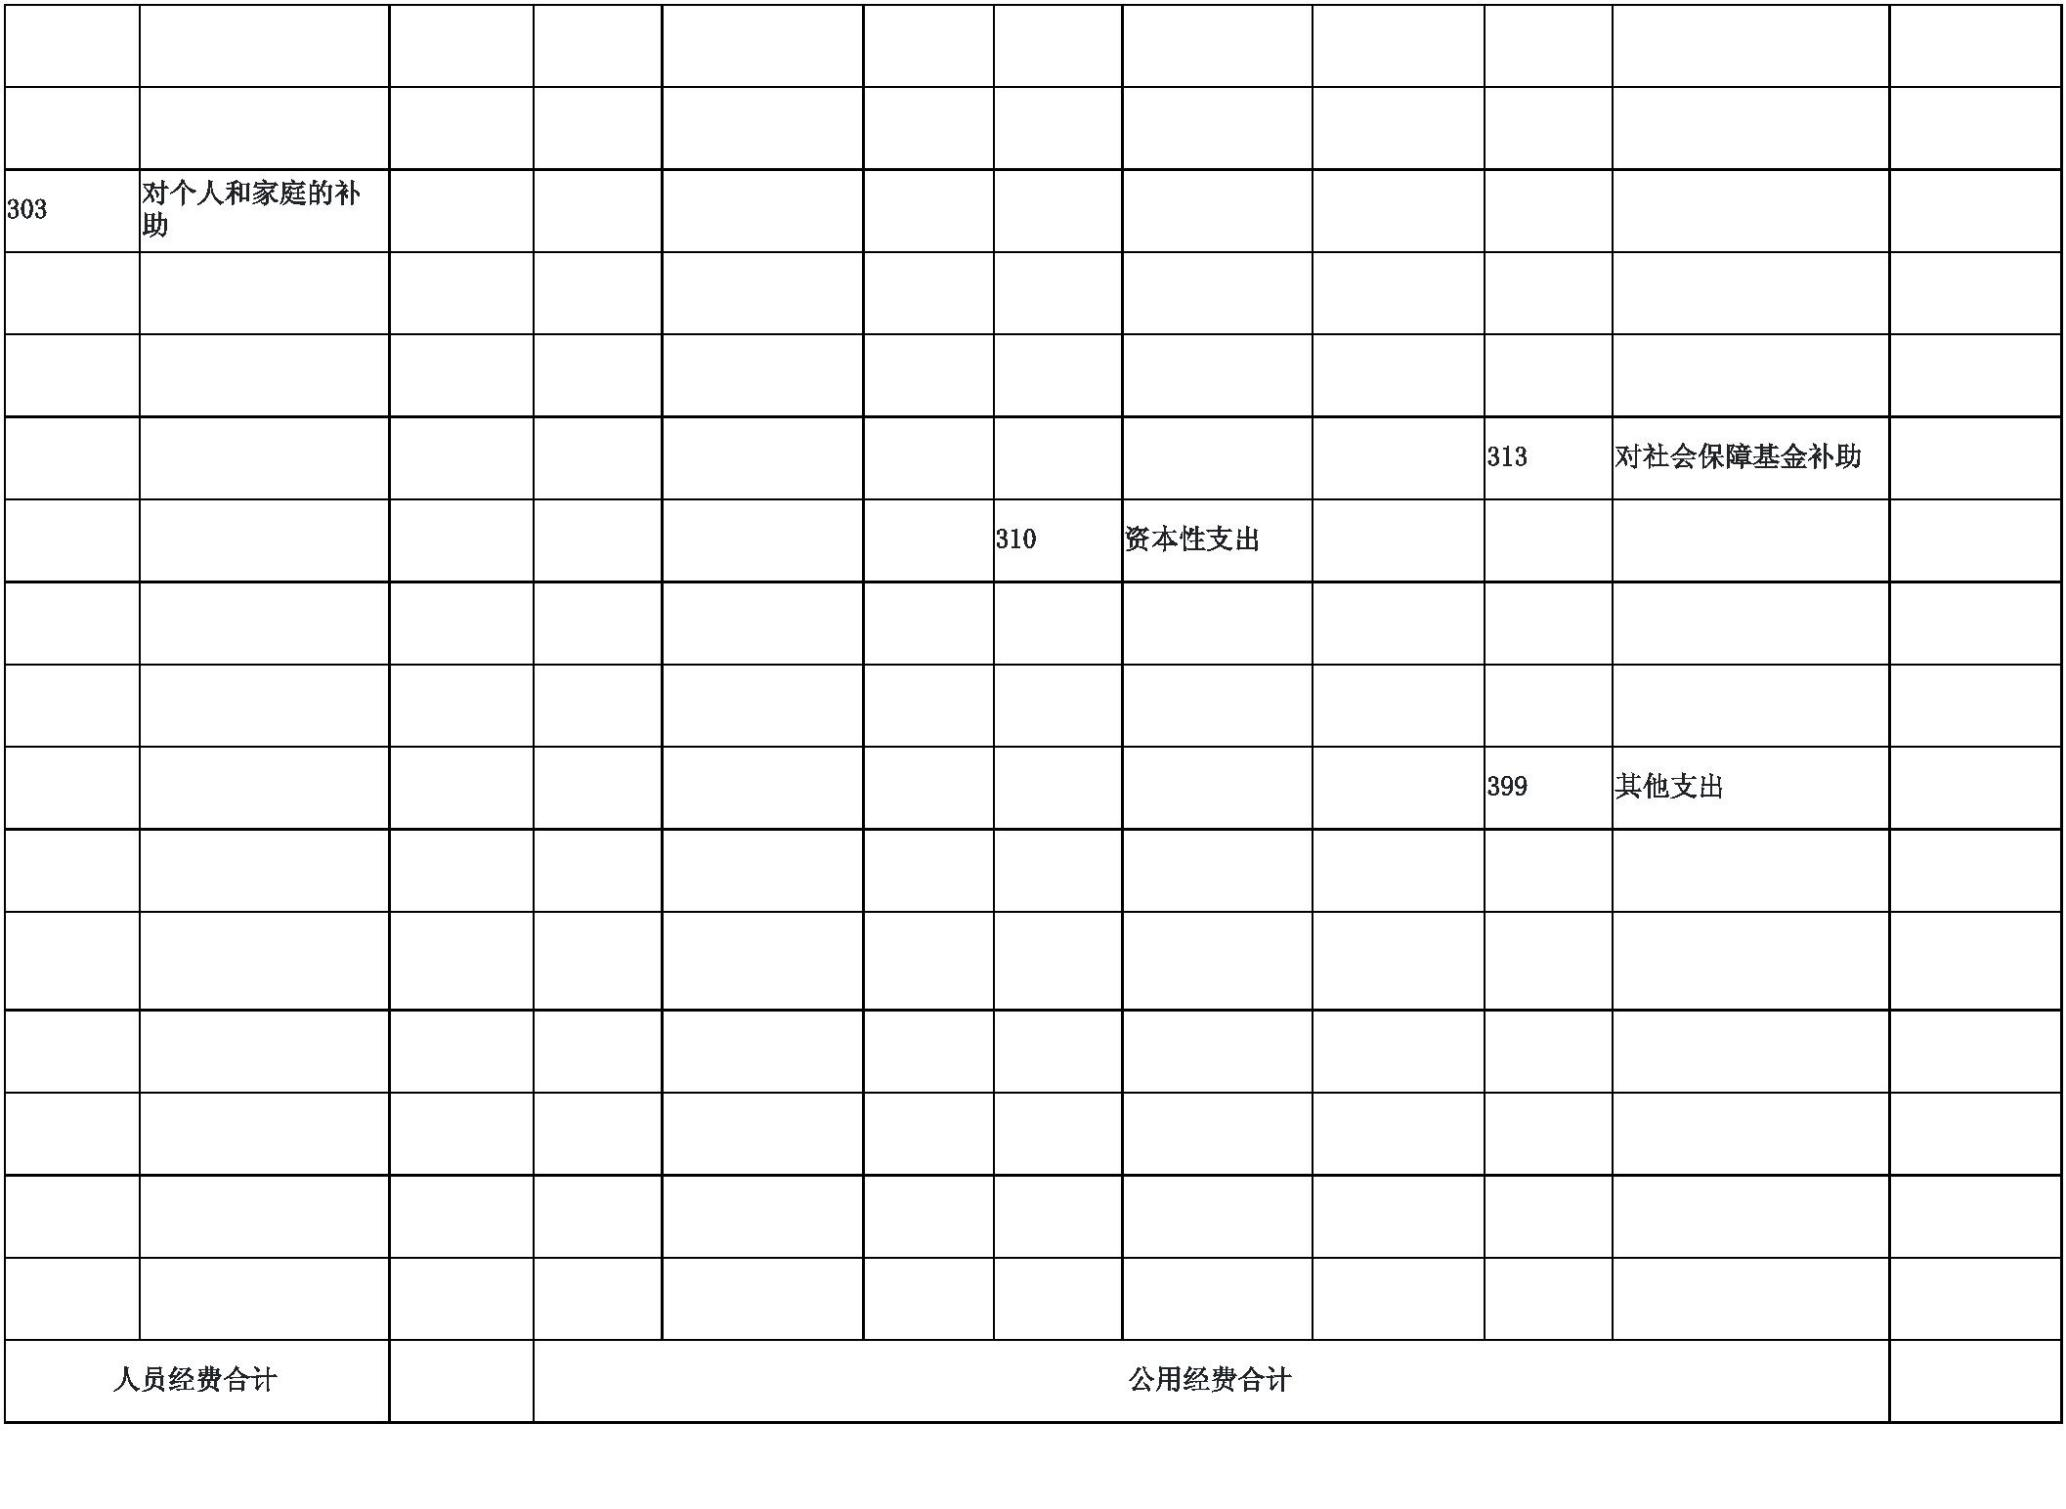 303
对个人和家庭的补
助
313
对社会保障基金补助
310
资本性支出
399
其他支出
人员经费合计
公用经费合计